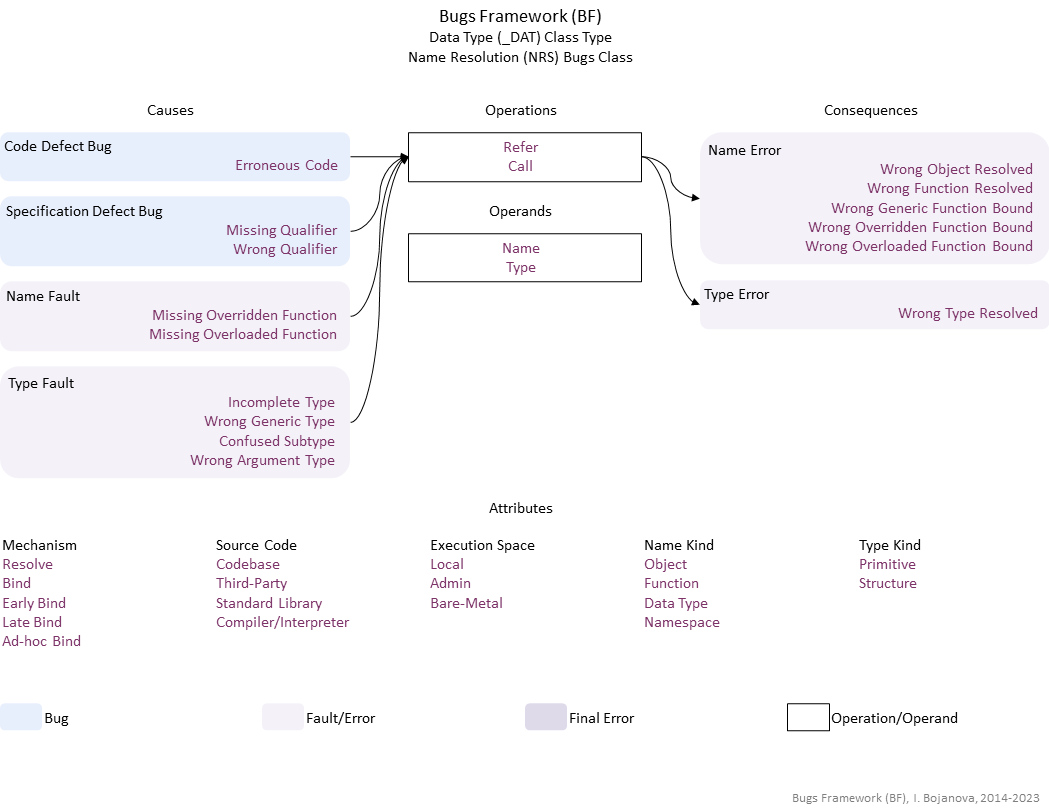 Bugs Framework (BF)
Data Type (_DAT) Class Type
Name Resolution (NRS) Bugs Class
Causes
Operations
Consequences
Code Defect Bug
Erroneous Code
Specification Defect Bug
Missing Qualifier
Wrong Qualifier
Name Fault
Missing Overridden Function
Missing Overloaded Function
Type Fault
Incomplete Type
Wrong Generic Type
Confused Subtype
Wrong Argument Type
Refer
Call
Operands
Name
Type
Name Error
Wrong Object Resolved
Wrong Function Resolved
Wrong Generic Function Bound
Wrong Overridden Function Bound
Wrong Overloaded Function Bound
Type Error
Wrong Type Resolved
Attributes
Mechanism
Resolve
Bind
Early Bind
Late Bind
Ad-hoc Bind
Source Code
Codebase
Third-Party
Standard Library
Compiler/Interpreter
Execution Space
Local
Admin
Bare-Metal
Name Kind
Object
Function
Data Type
Namespace
Type Kind
Primitive
Structure
Bug
Fault/Error
Final Error
Operation/Operand
Bugs Framework (BF), I. Bojanova, 2014-2023